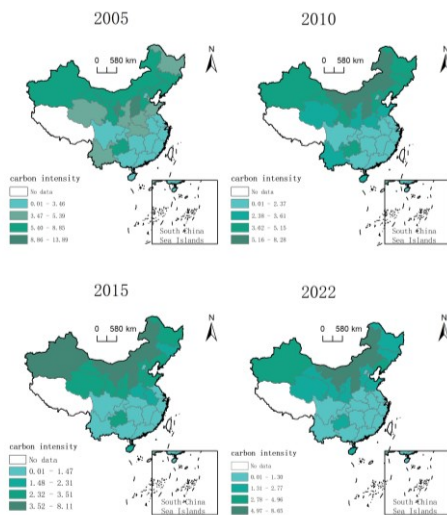 2005
N
0 580 km
carbon intensity
No data
0.01 - 3.46
3.47 - 5.39
5.40 - 8.05
8.06 - 13.09
South China
Sea Islands
2010
N
0 580 km
carbon intensity
No data
0.01 - 2.37
2.38 - 3.61
3.62 - 5.15
5.16 - 8.28
South China
Sea Islands
2015
N
0 580 km
carbon intensity
No data
0.01 - 1.47
1.48 - 2.31
2.32 - 3.51
3.52 - 8.11
South China
Sea Islands
2022
N
0 580 km
carbon intensity
No data
0.01 - 1.30
1.31 - 2.77
2.78 - 4.96
4.97 - 8.03
South China
Sea Islands